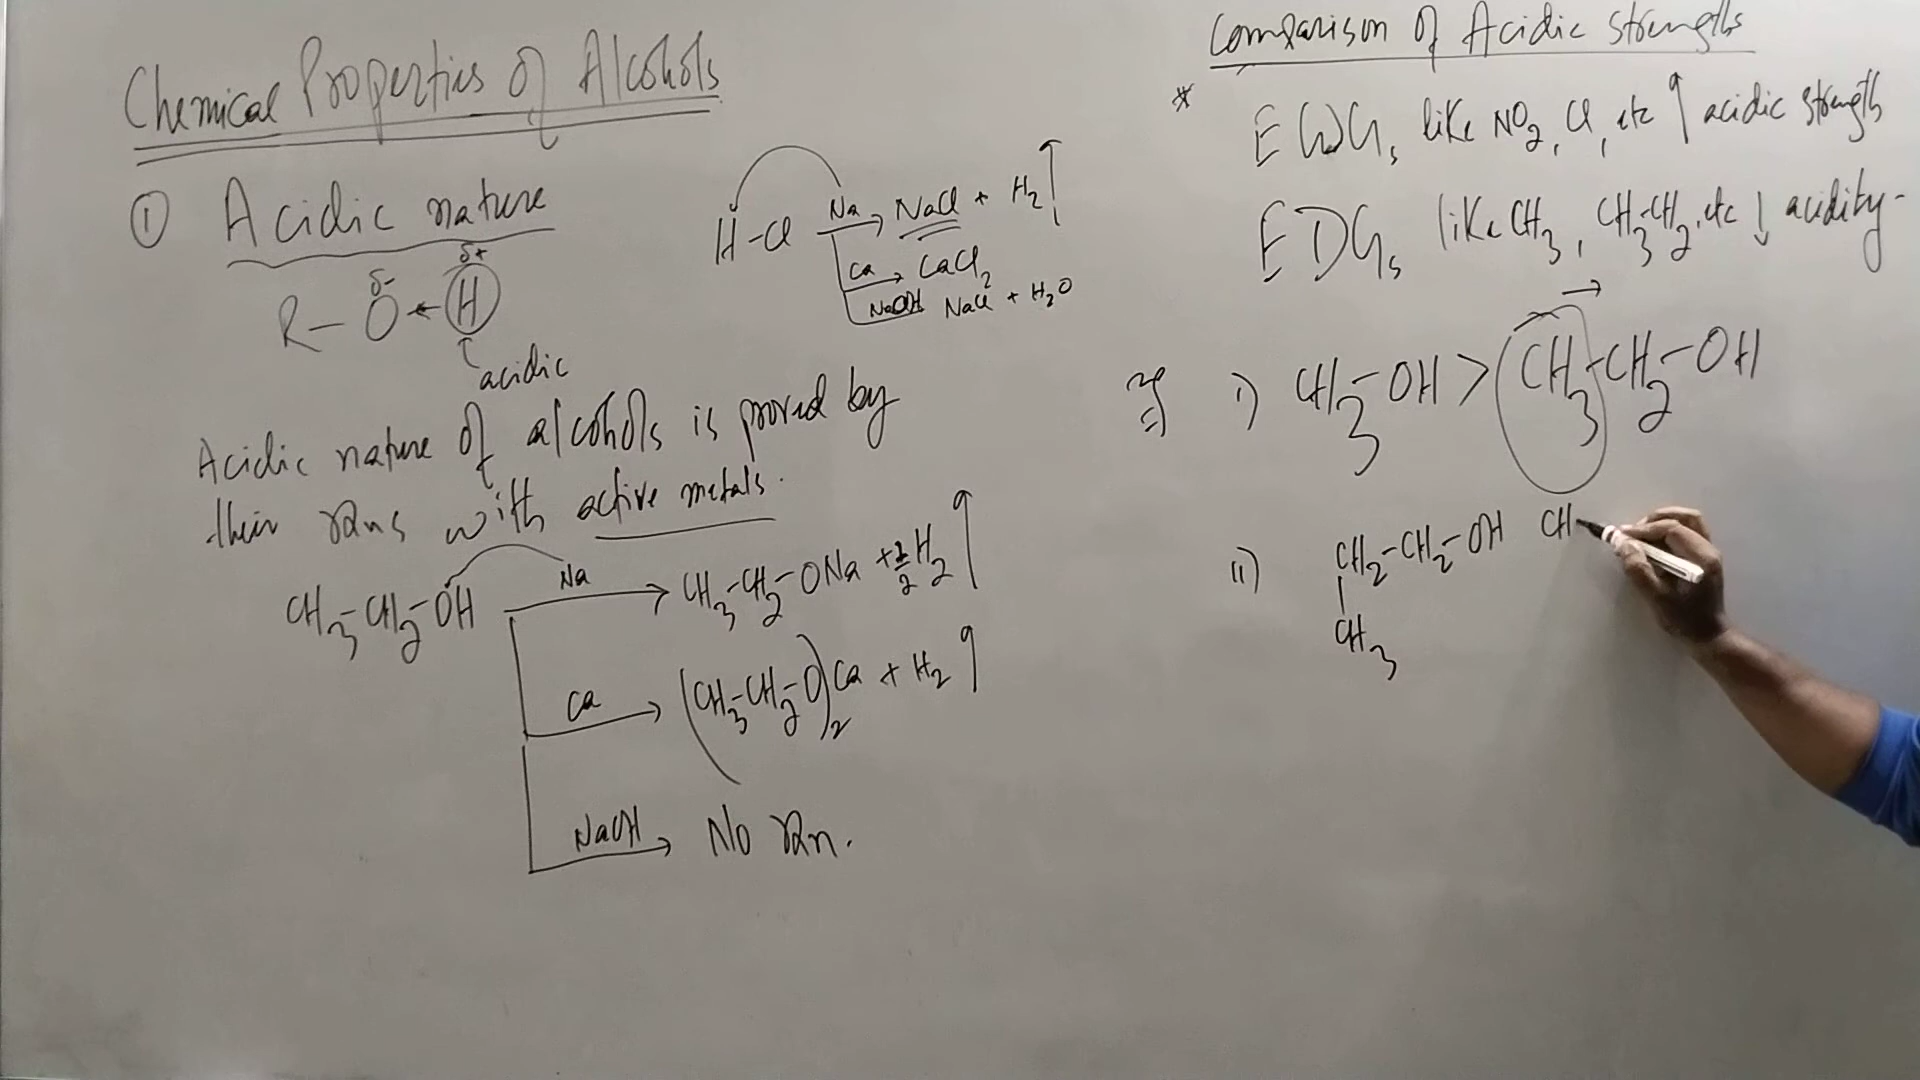 Chemical Properties of Alcohols
① Acidic nature
δ- δ+
R - O ← H
↑ acidic
H-Cl Na → NaCl + H2 ↑
Ca → CaCl2
NaOH NaCl + H2O
Acidic nature of alcohols is proved by
their rxns with active metals.
CH3-CH2-OH Na → CH3-CH2-ONa + 1/2 H2 ↑
Ca → (CH3-CH2-O)2 Ca + H2 ↑
NaOH → No rxn.
Comparison of Acidic strengths
* EWGs like NO2, Cl, etc ↑ acidic strength
EDGs like CH3, CH3-CH2, etc ↓ acidity-
Eg i) CH3-OH > CH3-CH2-OH
ii) CH2-CH2-OH CH
CH3